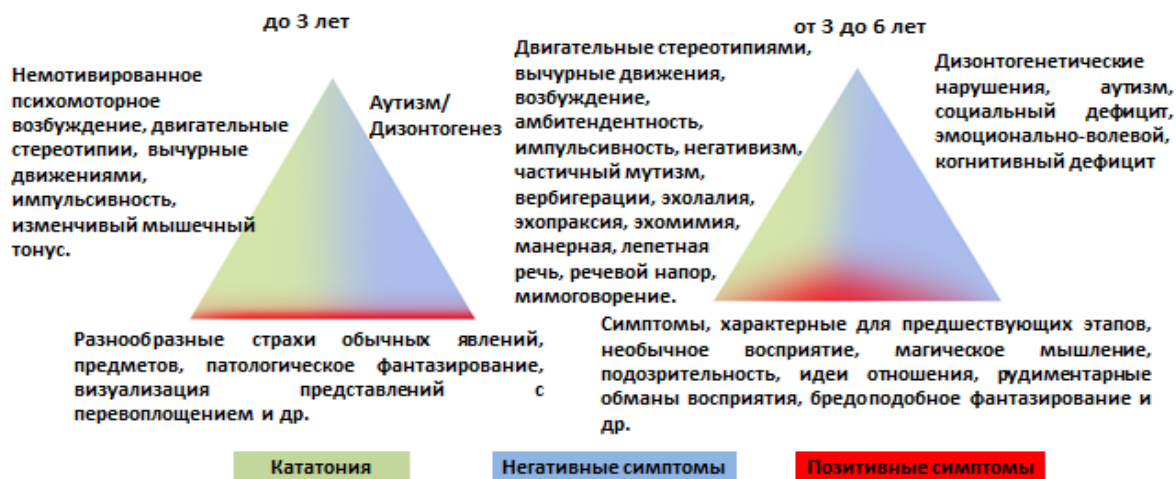 до 3 лет
Немотивированное
психомоторное
возбуждение, двигательные
стереотипии, вычурные
движениями,
импульсивность,
изменчивый мышечный
тонус.
Аутизм/
Дизонтогенез
Разнообразные страхи обычных явлений,
предметов, патологическое фантазирование,
визуализация представлений с
перевоплощением и др.
от 3 до 6 лет
Двигательные стереотипиями,
вычурные движения,
возбуждение,
амбитендентность,
импульсивность, негативизм,
частичный мутизм,
вербигерации, эхолалия,
эхопраксия, эхомимия,
манерная, лепетная
речь, речевой напор,
мимоговорение.
Дизонтогенетические
нарушения, аутизм,
социальный дефицит,
эмоционально-волевой,
когнитивный дефицит
Симптомы, характерные для предшествующих этапов,
необычное восприятие, магическое мышление,
подозрительность, идеи отношения, рудиментарные
обманы восприятия, бредоподобное фантазирование и
др.
Кататония
Негативные симптомы
Позитивные симптомы